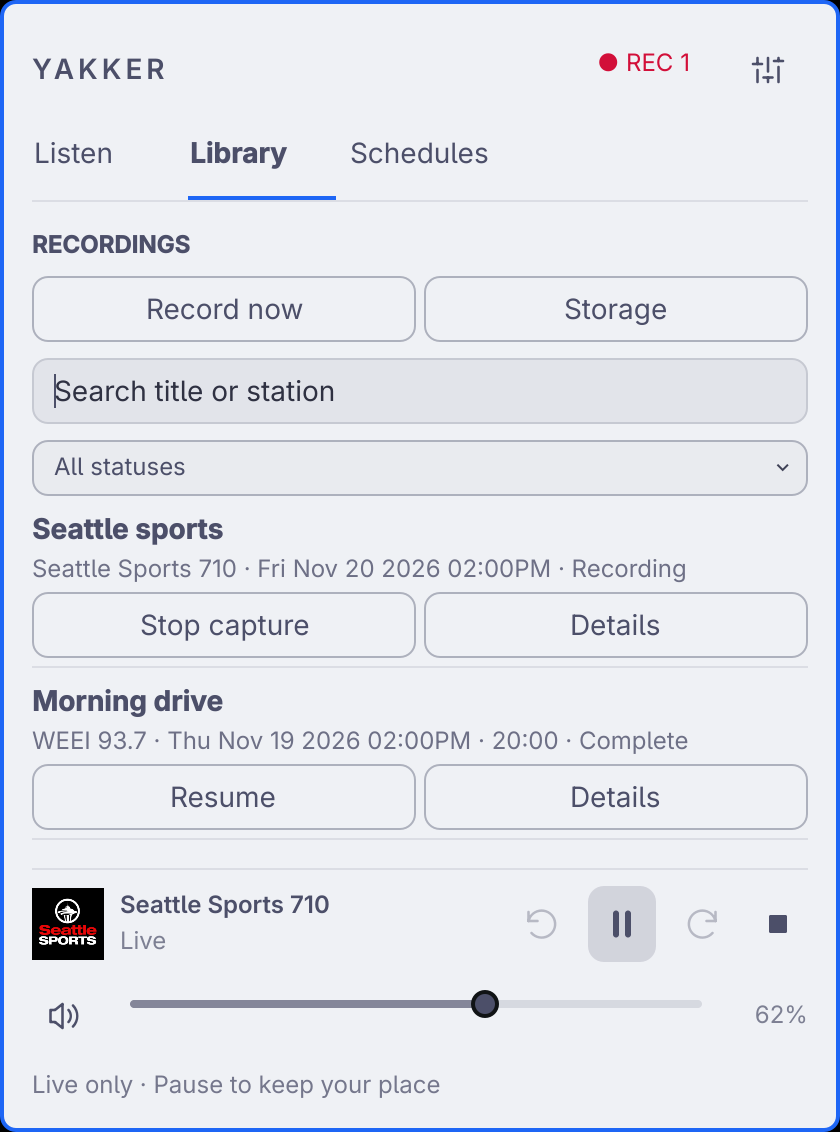 YAKKER
REC 1
Listen Library Schedules
RECORDINGS
Record now Storage
Search title or station
All statuses
Seattle sports
Seattle Sports 710 · Fri Nov 20 2026 02:00PM · Recording
Stop capture Details
Morning drive
WEEI 93.7 · Thu Nov 19 2026 02:00PM · 20:00 · Complete
Resume Details
Seattle
SPORTS
Seattle Sports 710
Live
62%
Live only · Pause to keep your place